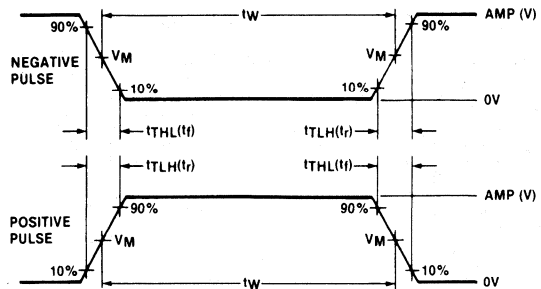 tW
AMP (V)
90%
90%
NEGATIVE
PULSE
VM
VM
10%
10%
0V
tTHL(tf)
tTLH(tr)
tTLH(tr)
tTHL(tf)
AMP (V)
90%
90%
POSITIVE
PULSE
VM
VM
10%
10%
tW
0V